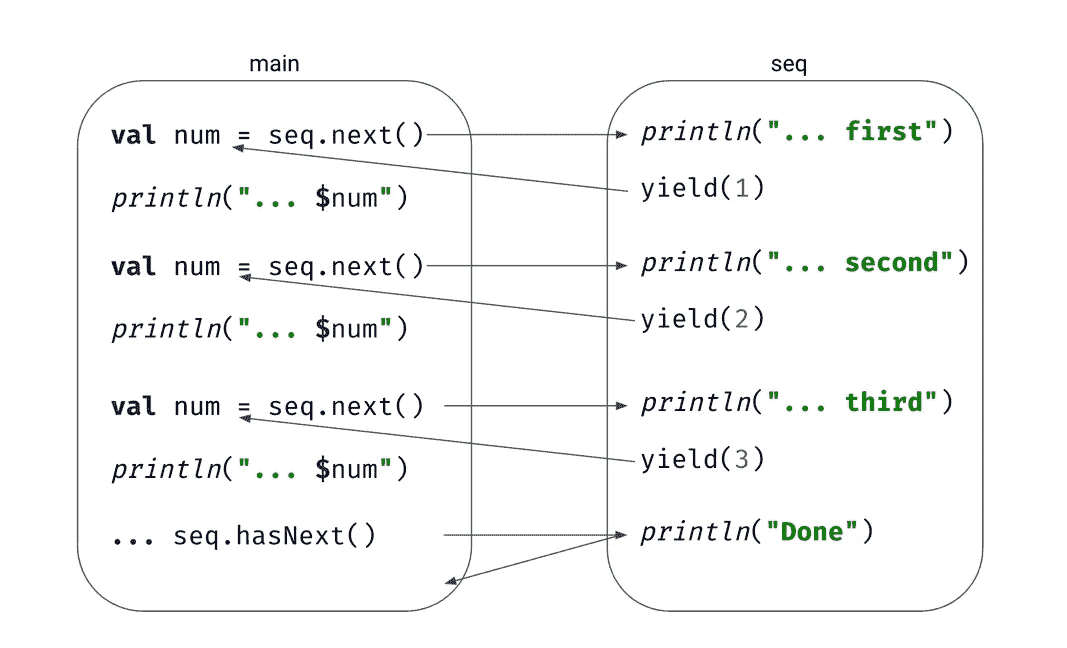 main
val num = seq.next()
println("... $num")
val num = seq.next()
println("... $num")
val num = seq.next()
println("... $num")
... seq.hasNext()
seq
println("... first")
yield(1)
println("... second")
yield(2)
println("... third")
yield(3)
println("Done")